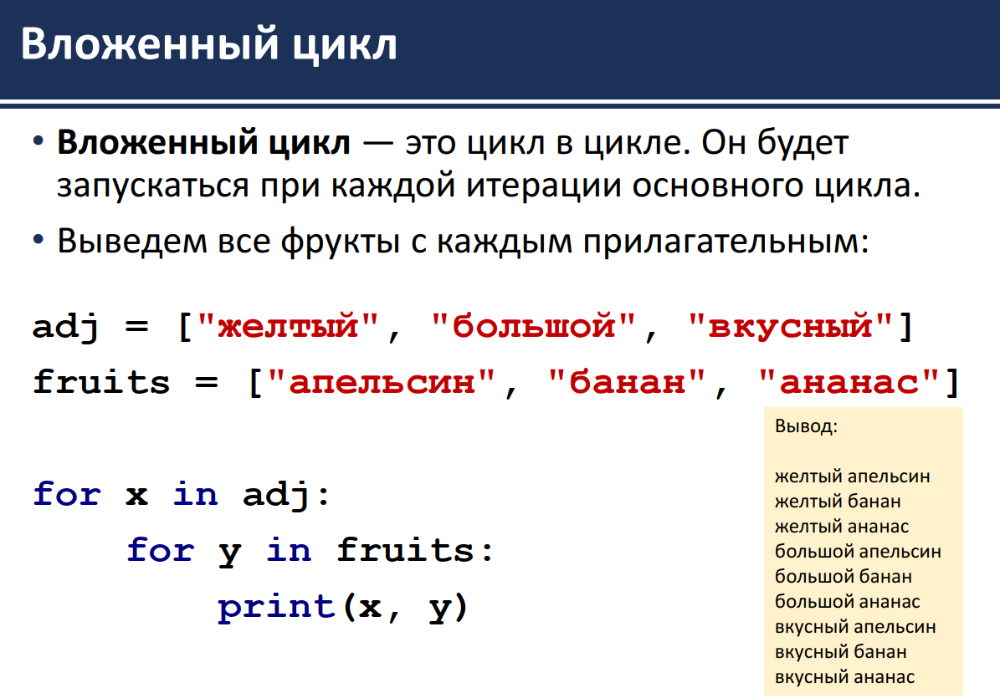 Вложенный цикл
• Вложенный цикл — это цикл в цикле. Он будет
запускаться при каждой итерации основного цикла.
• Выведем все фрукты с каждым прилагательным:
adj = ["желтый", "большой", "вкусный"]
fruits = ["апельсин", "банан", "ананас"]
for x in adj:
    for y in fruits:
        print(x, y)
Вывод:
желтый апельсин
желтый банан
желтый ананас
большой апельсин
большой банан
большой ананас
вкусный апельсин
вкусный банан
вкусный ананас